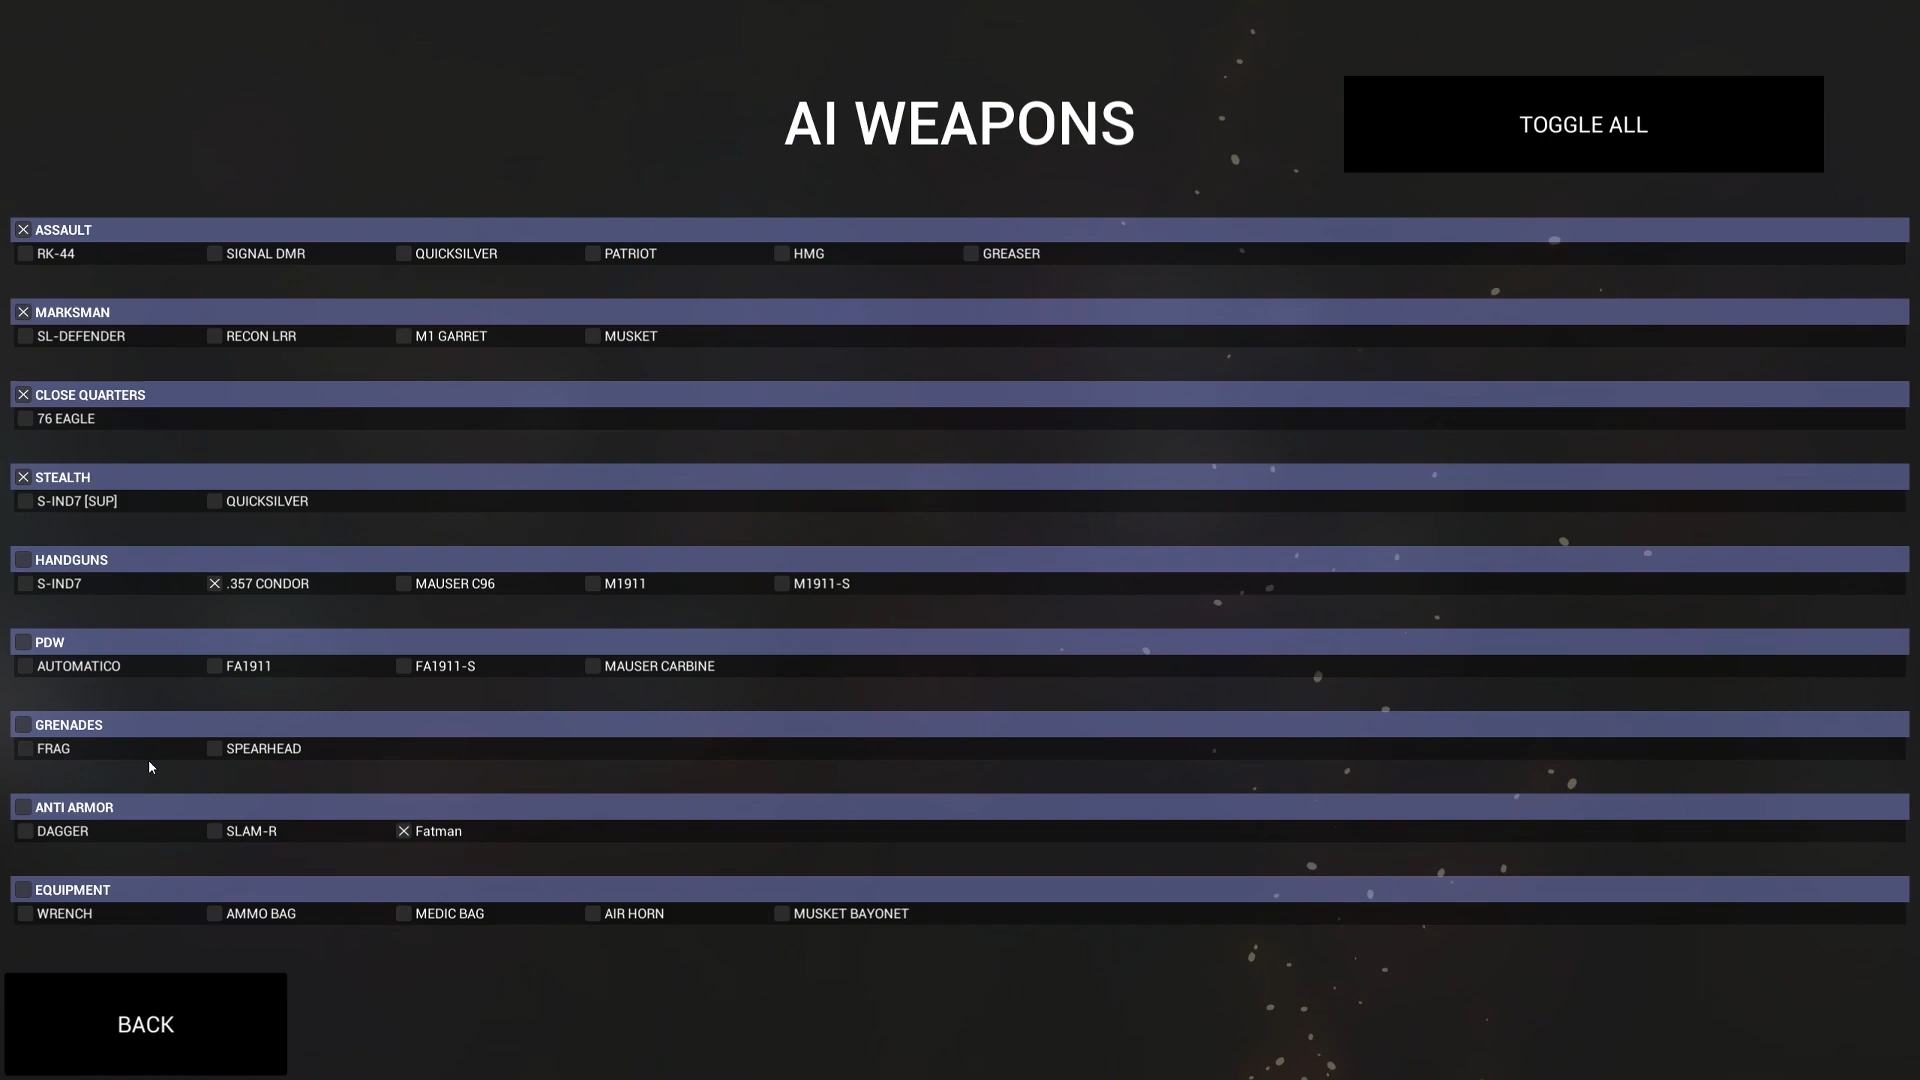 AI WEAPONS
TOGGLE ALL
ASSAULT
RK-44 SIGNAL DMR QUICKSILVER PATRIOT HMG GREASER
MARKSMAN
SL-DEFENDER RECON LRR M1 GARRET MUSKET
CLOSE QUARTERS
76 EAGLE
STEALTH
S-IND7 [SUP] QUICKSILVER
HANDGUNS
S-IND7 .357 CONDOR MAUSER C96 M1911 M1911-S
PDW
AUTOMATICO FA1911 FA1911-S MAUSER CARBINE
GRENADES
FRAG SPEARHEAD
ANTI ARMOR
DAGGER SLAM-R Fatman
EQUIPMENT
WRENCH AMMO BAG MEDIC BAG AIR HORN MUSKET BAYONET
BACK